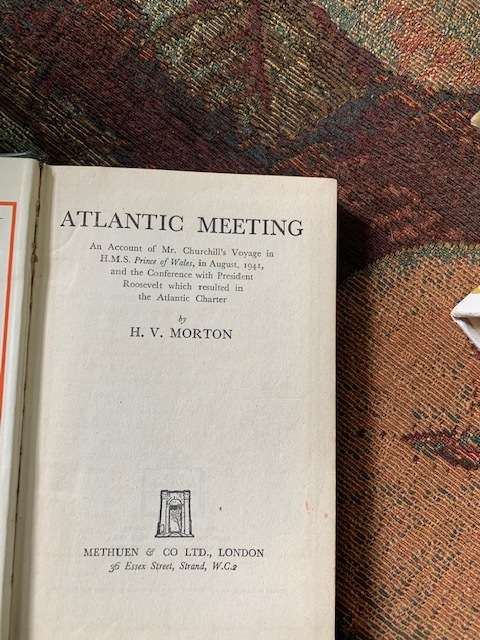 ATLANTIC MEETING
An Account of Mr. Churchill's Voyage in
H.M.S. Prince of Wales, in August, 1941,
and the Conference with President
Roosevelt which resulted in
the Atlantic Charter
by
H. V. MORTON
METHUEN & CO LTD., LONDON
36 Essex Street, Strand, W.C.2